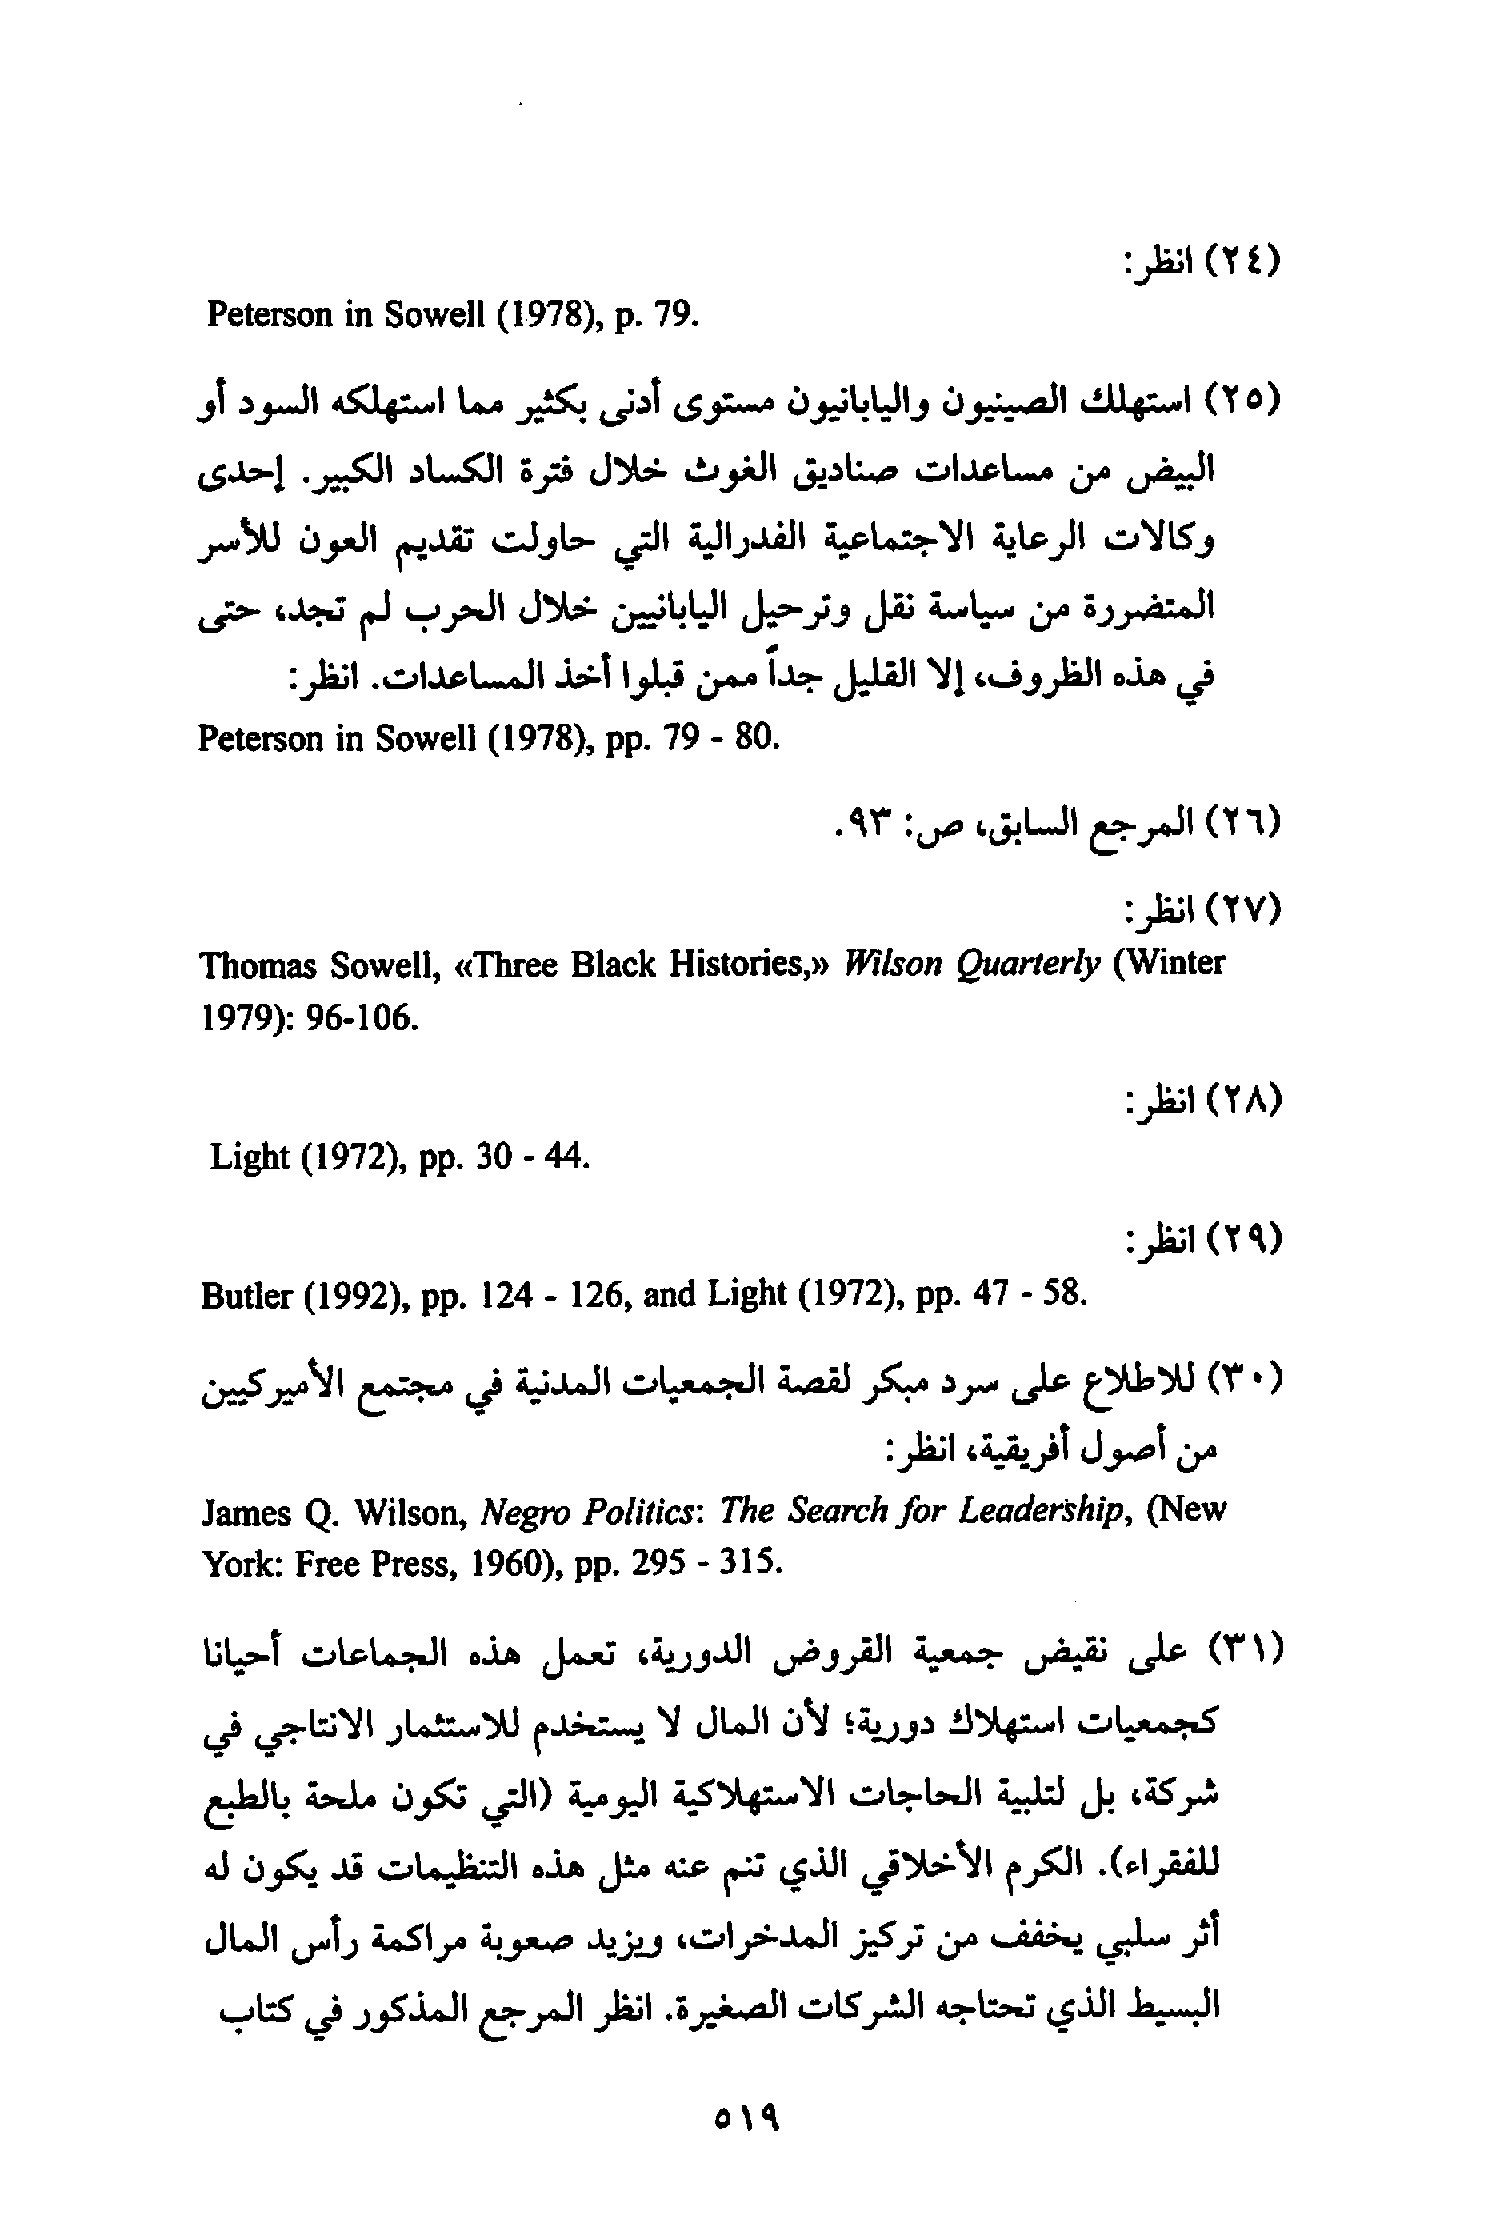 (٢٤) انظر:
Peterson in Sowell (1978), p. 79.
(٢٥) استهلك الصينيون واليابانيون مستوى أدنى بكثير مما استهلكه السود أو
البيض من مساعدات صناديق الغوث خلال فترة الكساد الكبير. إحدى
وكالات الرعاية الاجتماعية الفدرالية التي حاولت تقديم العون للأسر
المتضررة من سياسة نقل وترحيل اليابانيين خلال الحرب لم تجد، حتى
في هذه الظروف، إلا القليل جداً ممن قبلوا أخذ المساعدات. انظر:
Peterson in Sowell (1978), pp. 79 - 80.
(٢٦) المرجع السابق، ص: ٩٣.
(٢٧) انظر:
Thomas Sowell, «Three Black Histories,» Wilson Quarterly (Winter
1979): 96-106.
(٢٨) انظر:
Light (1972), pp. 30 - 44.
(٢٩) انظر:
Butler (1992), pp. 124 - 126, and Light (1972), pp. 47 - 58.
(٣٠) للاطلاع على سرد مبكر لقصة الجمعيات المدنية في مجتمع الأميركيين
من أصول أفريقية، انظر:
James Q. Wilson, Negro Politics: The Search for Leadership, (New
York: Free Press, 1960), pp. 295 - 315.
(٣١) على نقيض جمعية القروض الدورية، تعمل هذه الجماعات أحيانا
كجمعيات استهلاك دورية؛ لأن المال لا يستخدم للاستثمار الانتاجي في
شركة، بل لتلبية الحاجات الاستهلاكية اليومية (التي تكون ملحة بالطبع
للفقراء). الكرم الأخلاقي الذي تنم عنه مثل هذه التنظيمات قد يكون له
أثر سلبي يخفف من تركيز المدخرات، ويزيد صعوبة مراكمة رأس المال
البسيط الذي تحتاجه الشركات الصغيرة. انظر المرجع المذكور في كتاب
٥١٩